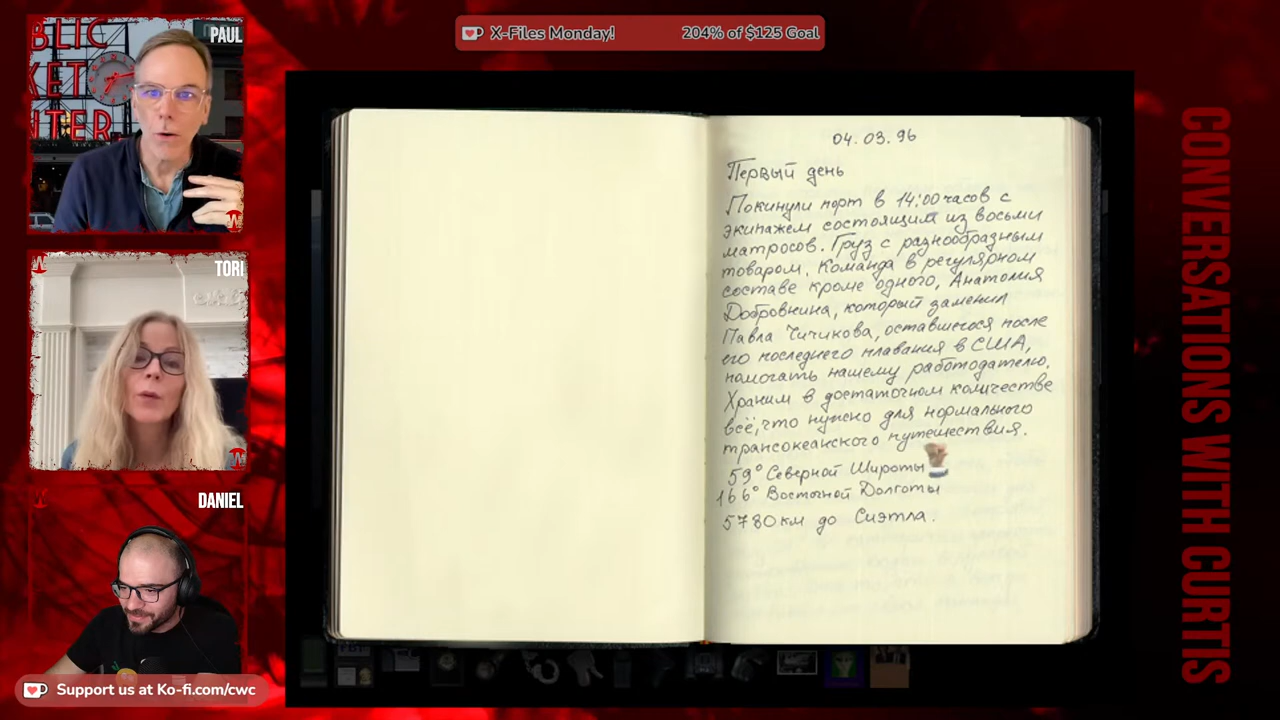 PAUL
TORI
DANIEL
Support us at Ko-fi.com/cwc
X-Files Monday! 204% of $125 Goal
04.03.96
Первый день
Покинули порт в 14:00 часов с
экипажем состоящим из восьми
матросов. Груз с разнообразным
товаром. Команда в регулярном
составе кроме одного, Анатолия
Добровнина, который заменил
Павла Чичикова, оставшегося после
его последнего плавания в США,
помогать нашему работодателю.
Храним в достаточном количестве
всё, что нужно для нормального
трансокеанского путешествия.
59° Северной Широты
166° Восточной Долготы
5780 км до Сиэтла.
CONVERSATIONS WITH CURTIS